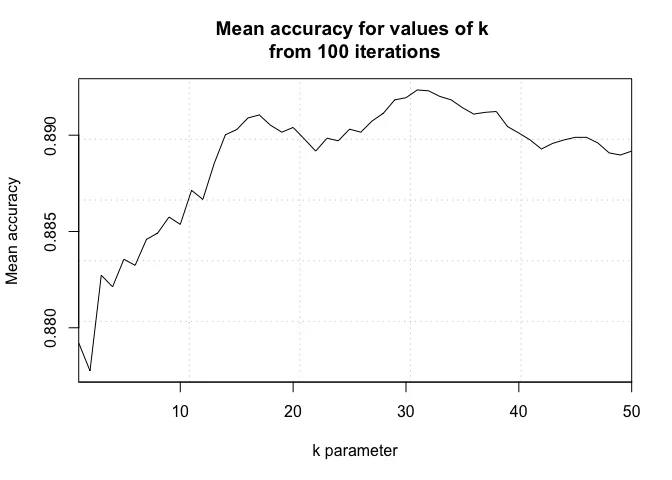 Mean accuracy for values of k
from 100 iterations
Mean accuracy
0.890
0.885
0.880
10 20 30 40 50
k parameter